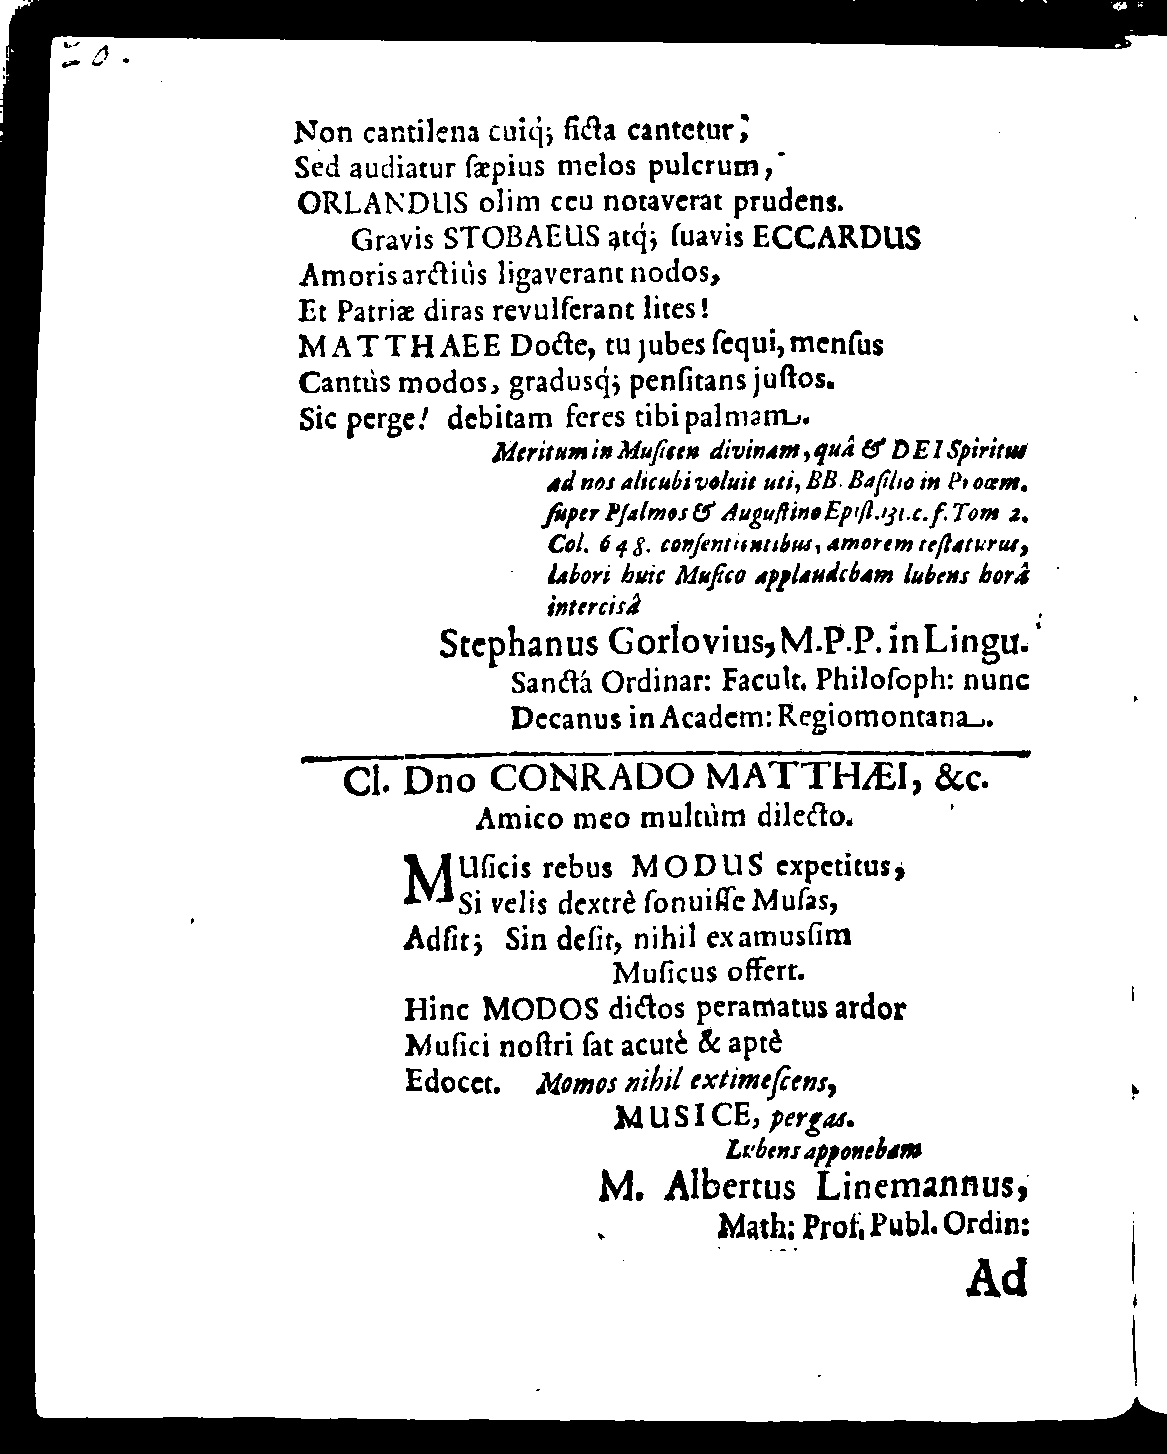 Non cantilena cuiq́; ficta cantetur;
Sed audiatur ſæpius melos pulcrum,
ORLANDUS olim ceu notaverat prudens.
Gravis STOBAEUS atq́; ſuavis ECCARDUS
Amoris arctiùs ligaverant nodos,
Et Patriæ diras revulſerant lites!
MATTHAEE Docte, tu jubes ſequi, menſus
Cantùs modos, gradusq́; penſitans juſtos.
Sic perge! debitam feres tibi palmam.
Meritum in Muſicen divinam, quâ & DEI Spiritus
ad nos alicubi voluit uti, BB. Baſilio in Proœm.
ſuper Pſalmos & Auguſtino Epiſt. 131. c. f. Tom 2.
Col. 648. conſentientibus, amorem teſtaturus,
labori huic Muſico applaudebam lubens horâ
intercisâ
Stephanus Gorlovius, M.P.P. in Lingu.
Sanctâ Ordinar: Facult. Philoſoph: nunc
Decanus in Academ: Regiomontana.
Cl. Dno CONRADO MATTHÆI, &c.
Amico meo multùm dilecto.
MUſicis rebus MODUS expetitus,
Si velis dextrè ſonuiſſe Muſas,
Adſit; Sin deſit, nihil examusſim
Muſicus offert.
Hinc MODOS dictos peramatus ardor
Muſici noſtri ſat acutè & aptè
Edocet. Momos nihil extimeſcens,
MUSICE, pergas.
Lubens apponebam
M. Albertus Linemannus,
Math: Prof. Publ. Ordin:
Ad